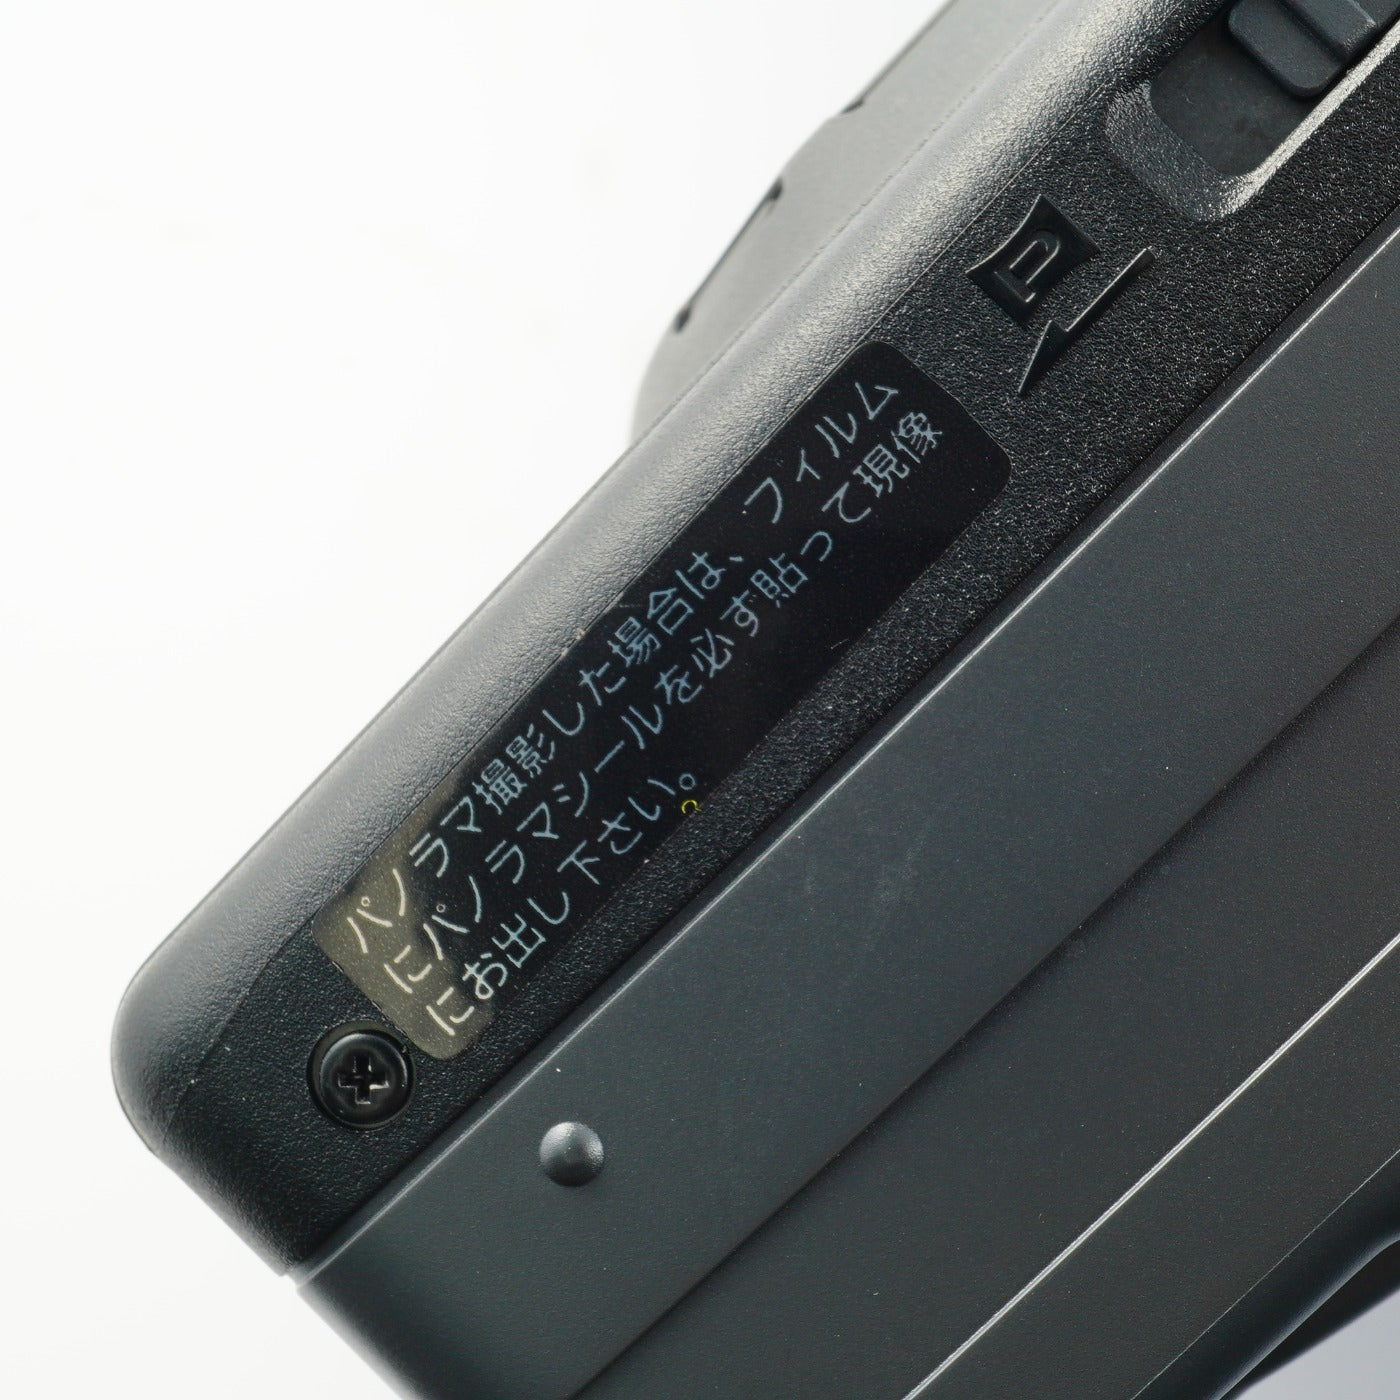 P
パノラマ撮影した場合は、フィルム
にパノラマシールを必ず貼って現像
にお出し下さい。